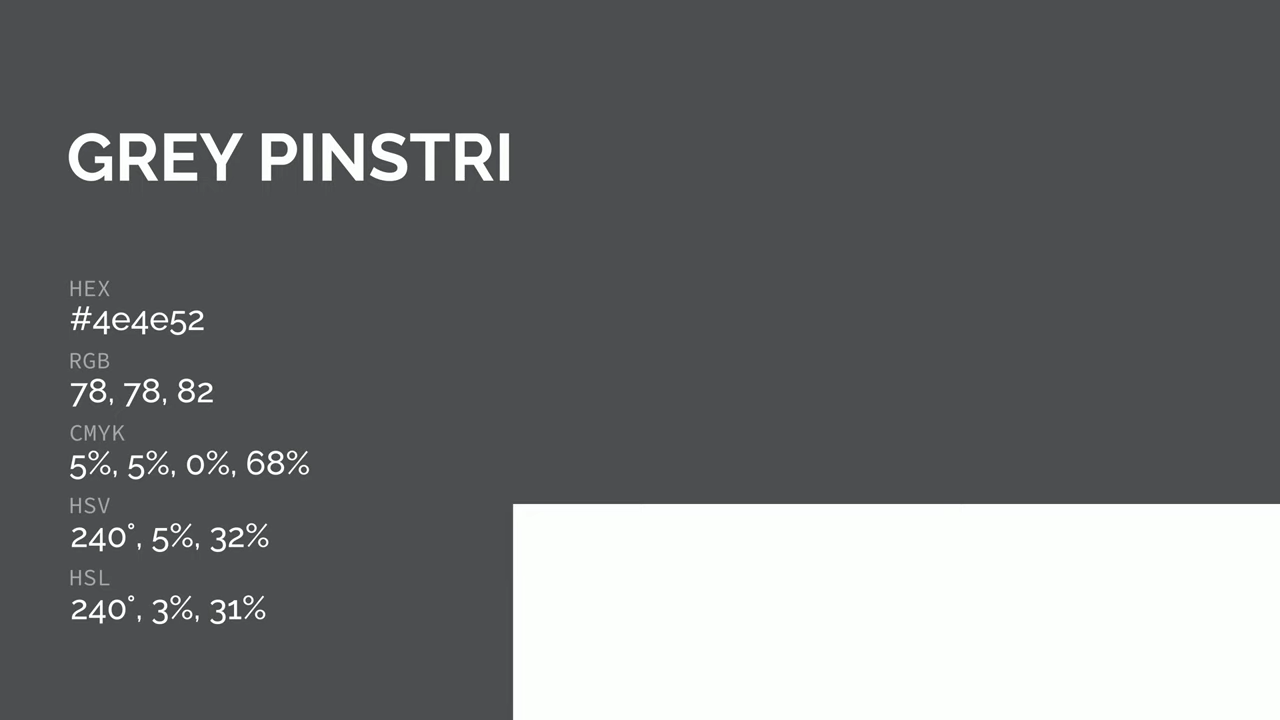 GREY PINSTRI
HEX
#4e4e52
RGB
78, 78, 82
CMYK
5%, 5%, 0%, 68%
HSV
240°, 5%, 32%
HSL
240°, 3%, 31%